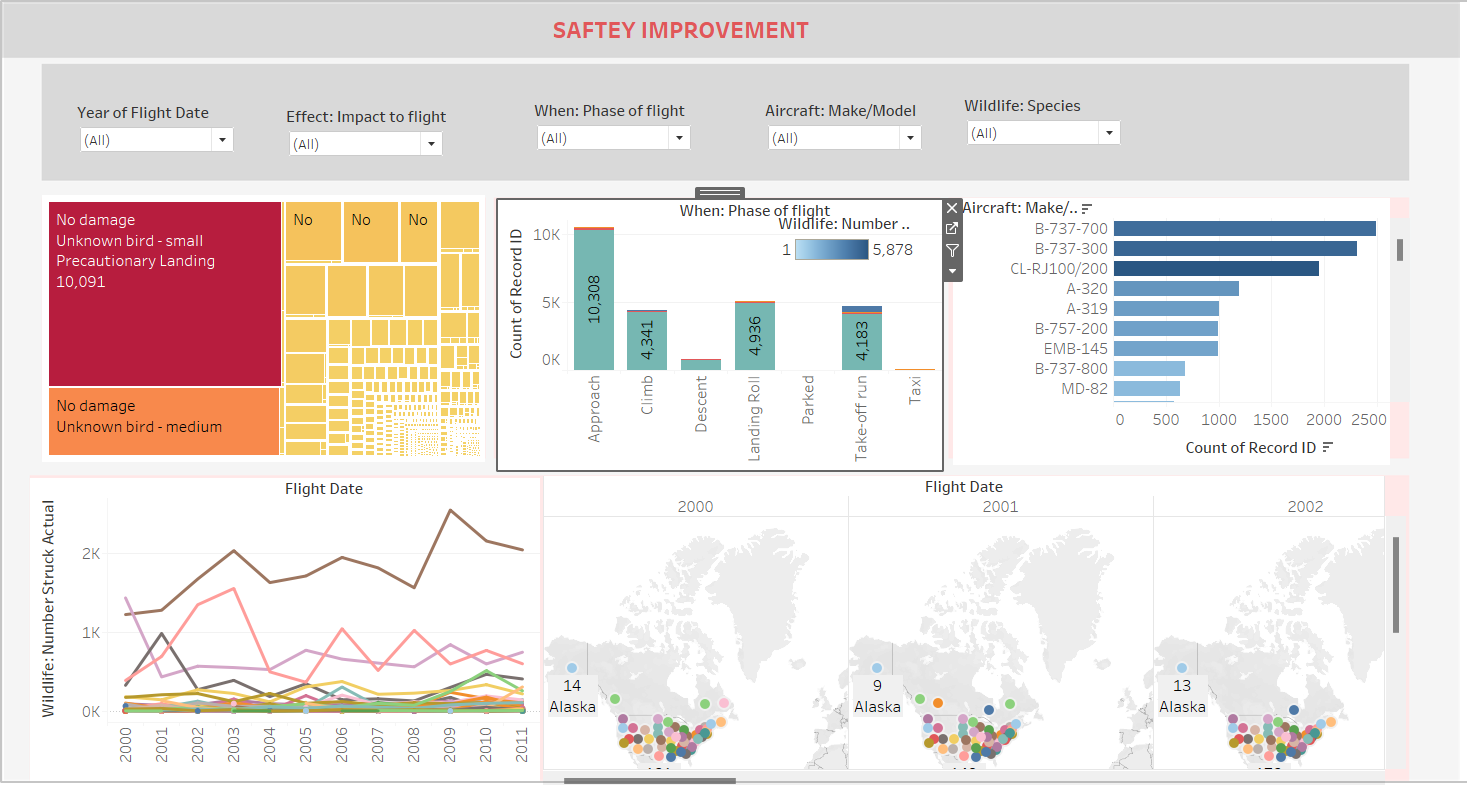 SAFTEY IMPROVEMENT
Year of Flight Date
(All)
Effect: Impact to flight
(All)
When: Phase of flight
(All)
Aircraft: Make/Model
(All)
Wildlife: Species
(All)
No damage
Unknown bird - small
Precautionary Landing
10,091
No
No
No
No damage
Unknown bird - medium
When: Phase of flight
Wildlife: Number ..
1
5,878
Count of Record ID
10K
5K
0K
10,308
4,341
4,936
4,183
Approach
Climb
Descent
Landing Roll
Parked
Take-off run
Taxi
Aircraft: Make/..
B-737-700
B-737-300
CL-RJ100/200
A-320
A-319
B-757-200
EMB-145
B-737-800
MD-82
0 500 1000 1500 2000 2500
Count of Record ID
Flight Date
Wildlife: Number Struck Actual
2K
1K
0K
2000 2001 2002 2003 2004 2005 2006 2007 2008 2009 2010 2011
Flight Date
2000 2001 2002
14
Alaska
9
Alaska
13
Alaska